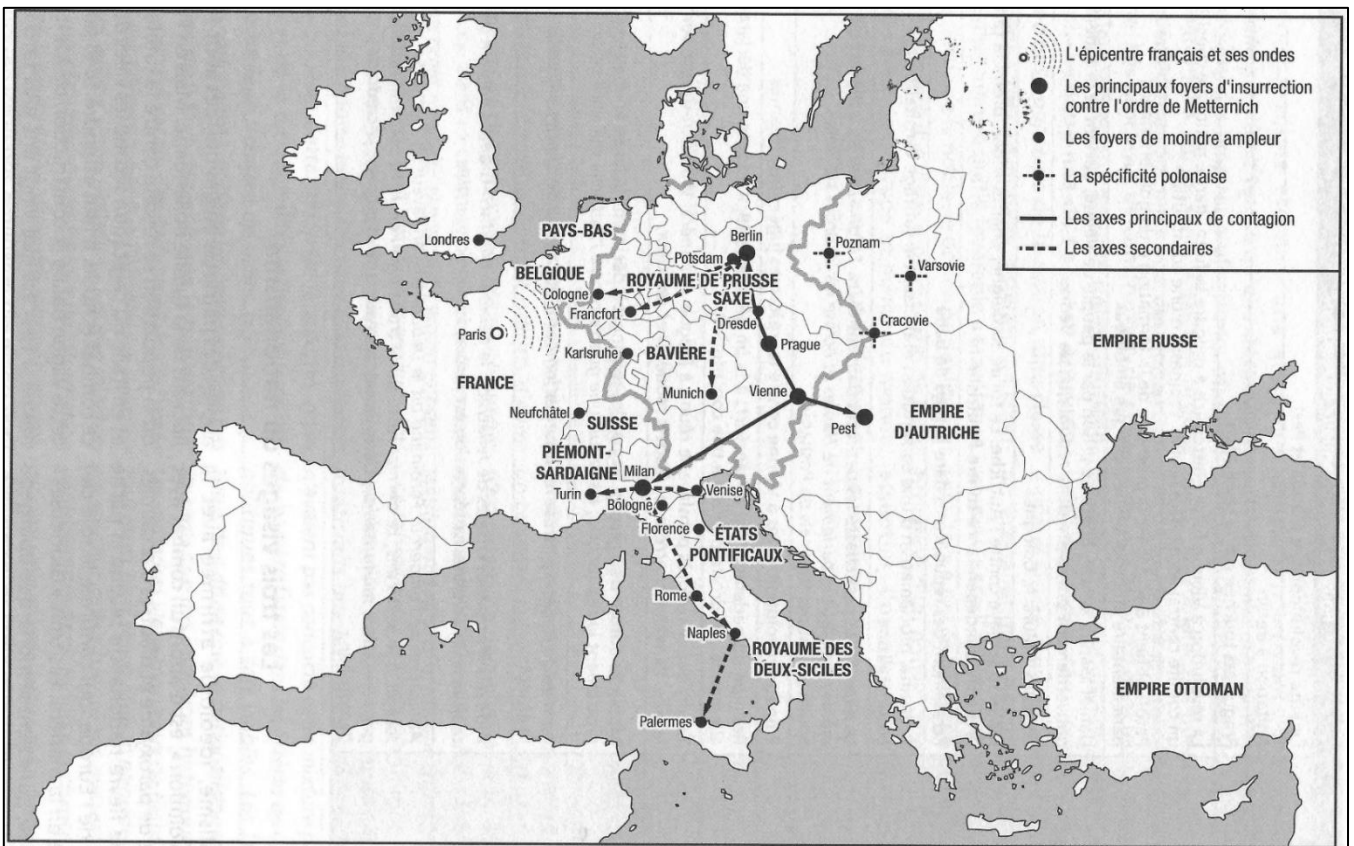 L'épicentre français et ses ondes
Les principaux foyers d'insurrection
contre l'ordre de Metternich
Les foyers de moindre ampleur
La spécificité polonaise
Les axes principaux de contagion
Les axes secondaires
Londres
PAYS-BAS
Berlin
Potsdam
Poznam
Varsovie
BELGIQUE
ROYAUME DE PRUSSE
Cologne
SAXE
Francfort
Dresde
Cracovie
Paris
Prague
EMPIRE RUSSE
Karlsruhe
BAVIÈRE
FRANCE
Munich
Vienne
Neufchâtel
SUISSE
Pest
EMPIRE
D'AUTRICHE
PIÉMONT-
SARDAIGNE
Milan
Turin
Venise
Bologne
Florence
ÉTATS
PONTIFICAUX
Rome
Naples
ROYAUME DES
DEUX-SICILES
EMPIRE OTTOMAN
Palermes